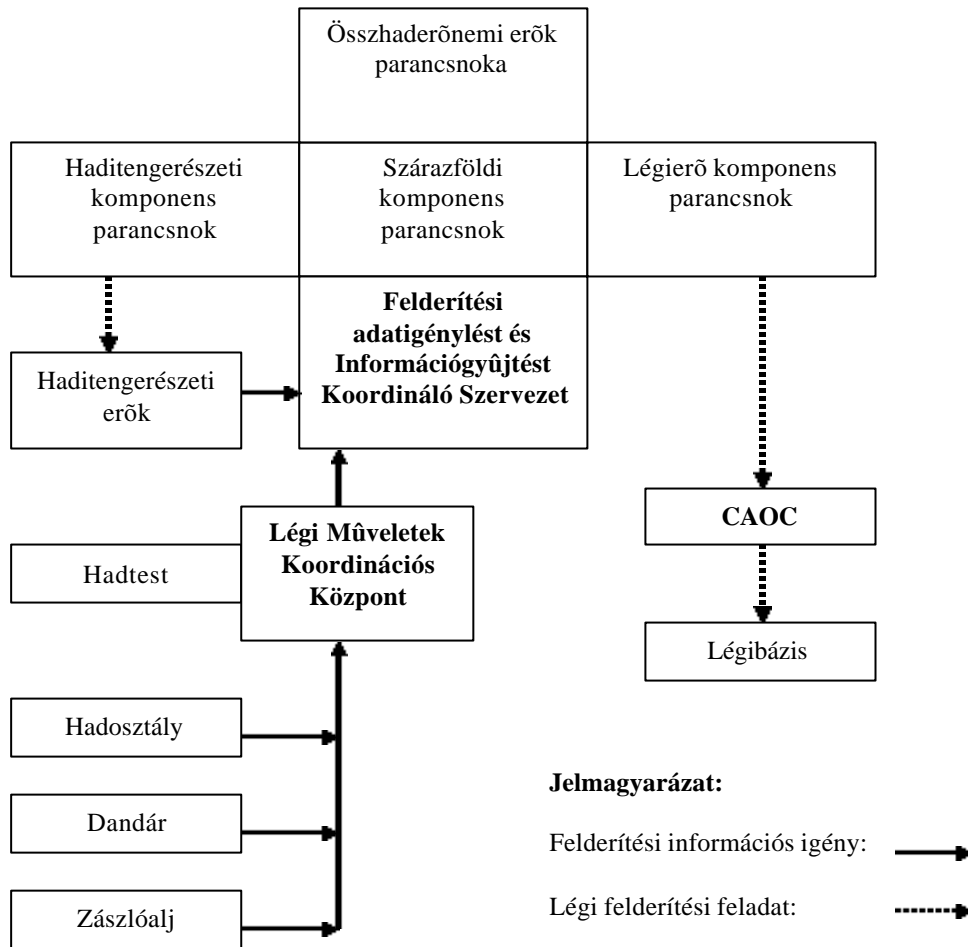 Összhaderõnemi erõk
parancsnoka
Haditengerészeti
komponens
parancsnok
Szárazföldi
komponens
parancsnok
Légierõ komponens
parancsnok
Felderítési
adatigénylést és
Információgyûjtést
Koordináló Szervezet
Haditengerészeti
erõk
Légi Mûveletek
Koordinációs
Központ
Hadtest
CAOC
Légibázis
Hadosztály
Dandár
Zászlóalj
Jelmagyarázat:
Felderítési információs igény:
Légi felderítési feladat: